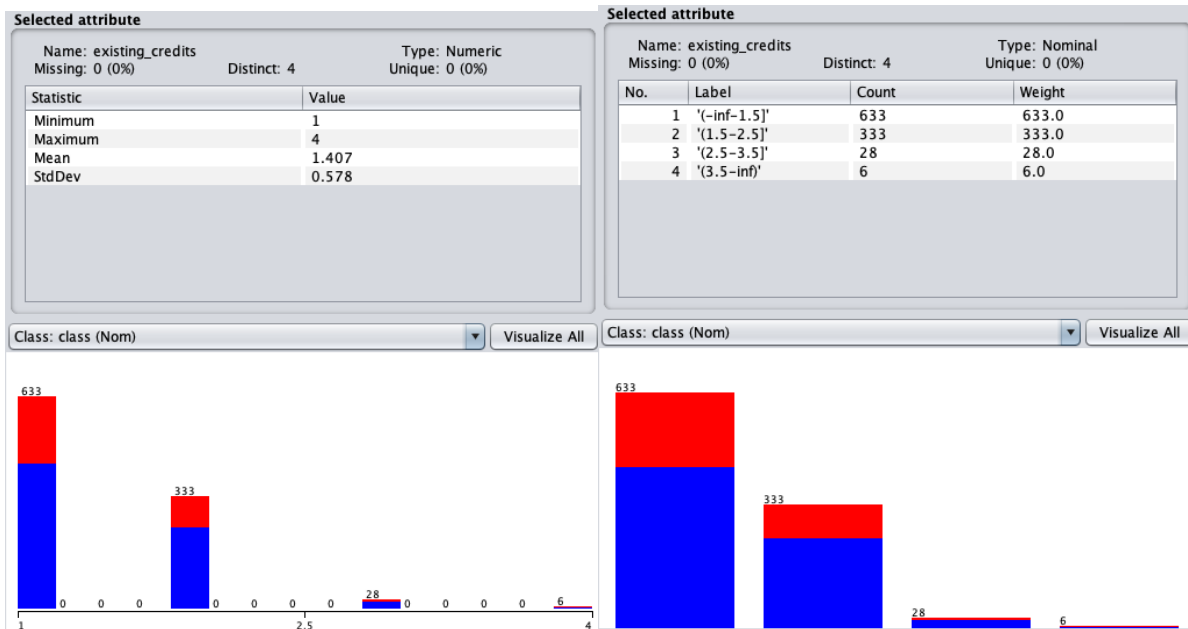 Selected attribute
Name: existing_credits Type: Numeric
Missing: 0 (0%) Distinct: 4 Unique: 0 (0%)
Statistic Value
Minimum 1
Maximum 4
Mean 1.407
StdDev 0.578
Class: class (Nom) Visualize All
633
0 0 0
333
0 0 0 0
28
0 0 0 0
6
1 2.5 4
Selected attribute
Name: existing_credits Type: Nominal
Missing: 0 (0%) Distinct: 4 Unique: 0 (0%)
No. Label Count Weight
1 '(-inf-1.5]' 633 633.0
2 '(1.5-2.5]' 333 333.0
3 '(2.5-3.5]' 28 28.0
4 '(3.5-inf)' 6 6.0
Class: class (Nom) Visualize All
633
333
28
6